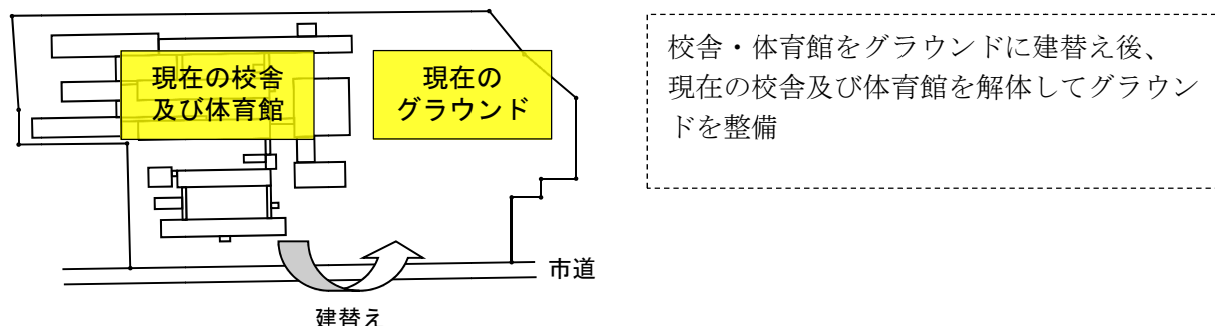 現在の校舎
及び体育館
現在の
グラウンド
市道
建替え
校舎・体育館をグラウンドに建替え後、
現在の校舎及び体育館を解体してグラウン
ドを整備